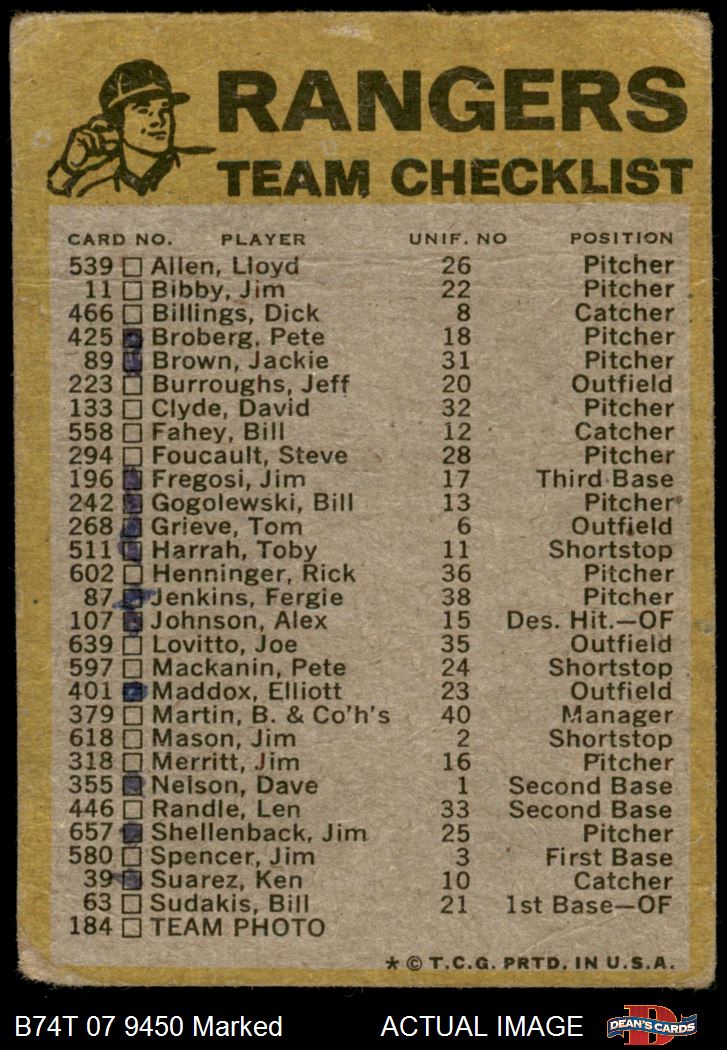 RANGERS
TEAM CHECKLIST
CARD NO. PLAYER UNIF. NO POSITION
539 □ Allen, Lloyd 26 Pitcher
11 □ Bibby, Jim 22 Pitcher
466 □ Billings, Dick 8 Catcher
425 ■ Broberg, Pete 18 Pitcher
89 ■ Brown, Jackie 31 Pitcher
223 □ Burroughs, Jeff 20 Outfield
133 □ Clyde, David 32 Pitcher
558 □ Fahey, Bill 12 Catcher
294 □ Foucault, Steve 28 Pitcher
196 ■ Fregosi, Jim 17 Third Base
242 ■ Gogolewski, Bill 13 Pitcher
268 ■ Grieve, Tom 6 Outfield
511 ■ Harrah, Toby 11 Shortstop
602 □ Henninger, Rick 36 Pitcher
87 ■ Jenkins, Fergie 38 Pitcher
107 ■ Johnson, Alex 15 Des. Hit.—OF
639 □ Lovitto, Joe 35 Outfield
597 □ Mackanin, Pete 24 Shortstop
401 ■ Maddox, Elliott 23 Outfield
379 □ Martin, B. & Co'h's 40 Manager
618 □ Mason, Jim 2 Shortstop
318 □ Merritt, Jim 16 Pitcher
355 ■ Nelson, Dave 1 Second Base
446 □ Randle, Len 33 Second Base
657 ■ Shellenback, Jim 25 Pitcher
580 □ Spencer, Jim 3 First Base
39 ■ Suarez, Ken 10 Catcher
63 □ Sudakis, Bill 21 1st Base—OF
184 □ TEAM PHOTO
* © T.C.G. PRTD. IN U.S.A.
B74T 07 9450 Marked ACTUAL IMAGE DEAN'S CARDS